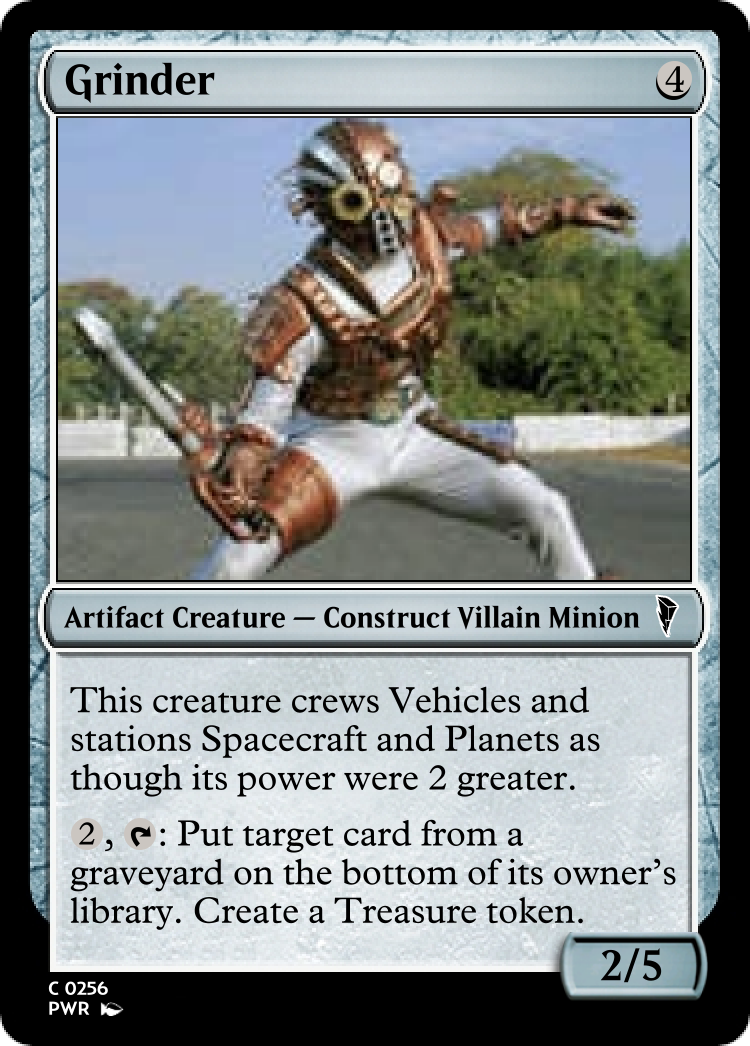 Grinder 4
Artifact Creature — Construct Villain Minion
This creature crews Vehicles and
stations Spacecraft and Planets as
though its power were 2 greater.
2, : Put target card from a
graveyard on the bottom of its owner’s
library. Create a Treasure token.
2/5
C 0256
PWR